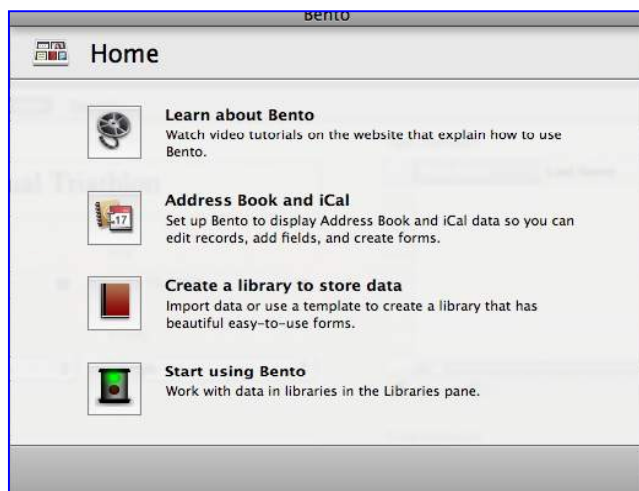 Bento
Home
Learn about Bento
Watch video tutorials on the website that explain how to use
Bento.
Address Book and iCal
Set up Bento to display Address Book and iCal data so you can
edit records, add fields, and create forms.
17
Create a library to store data
Import data or use a template to create a library that has
beautiful easy-to-use forms.
Start using Bento
Work with data in libraries in the Libraries pane.